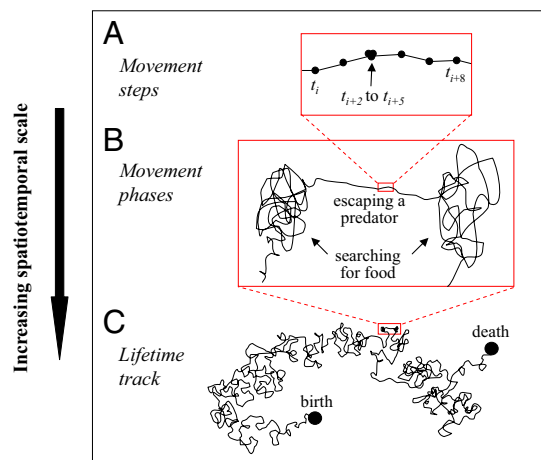 Increasing spatiotemporal scale
A
Movement
steps
t_i
t_{i+2} to t_{i+5}
t_{i+8}
B
Movement
phases
escaping a
predator
searching
for food
C
Lifetime
track
birth
death